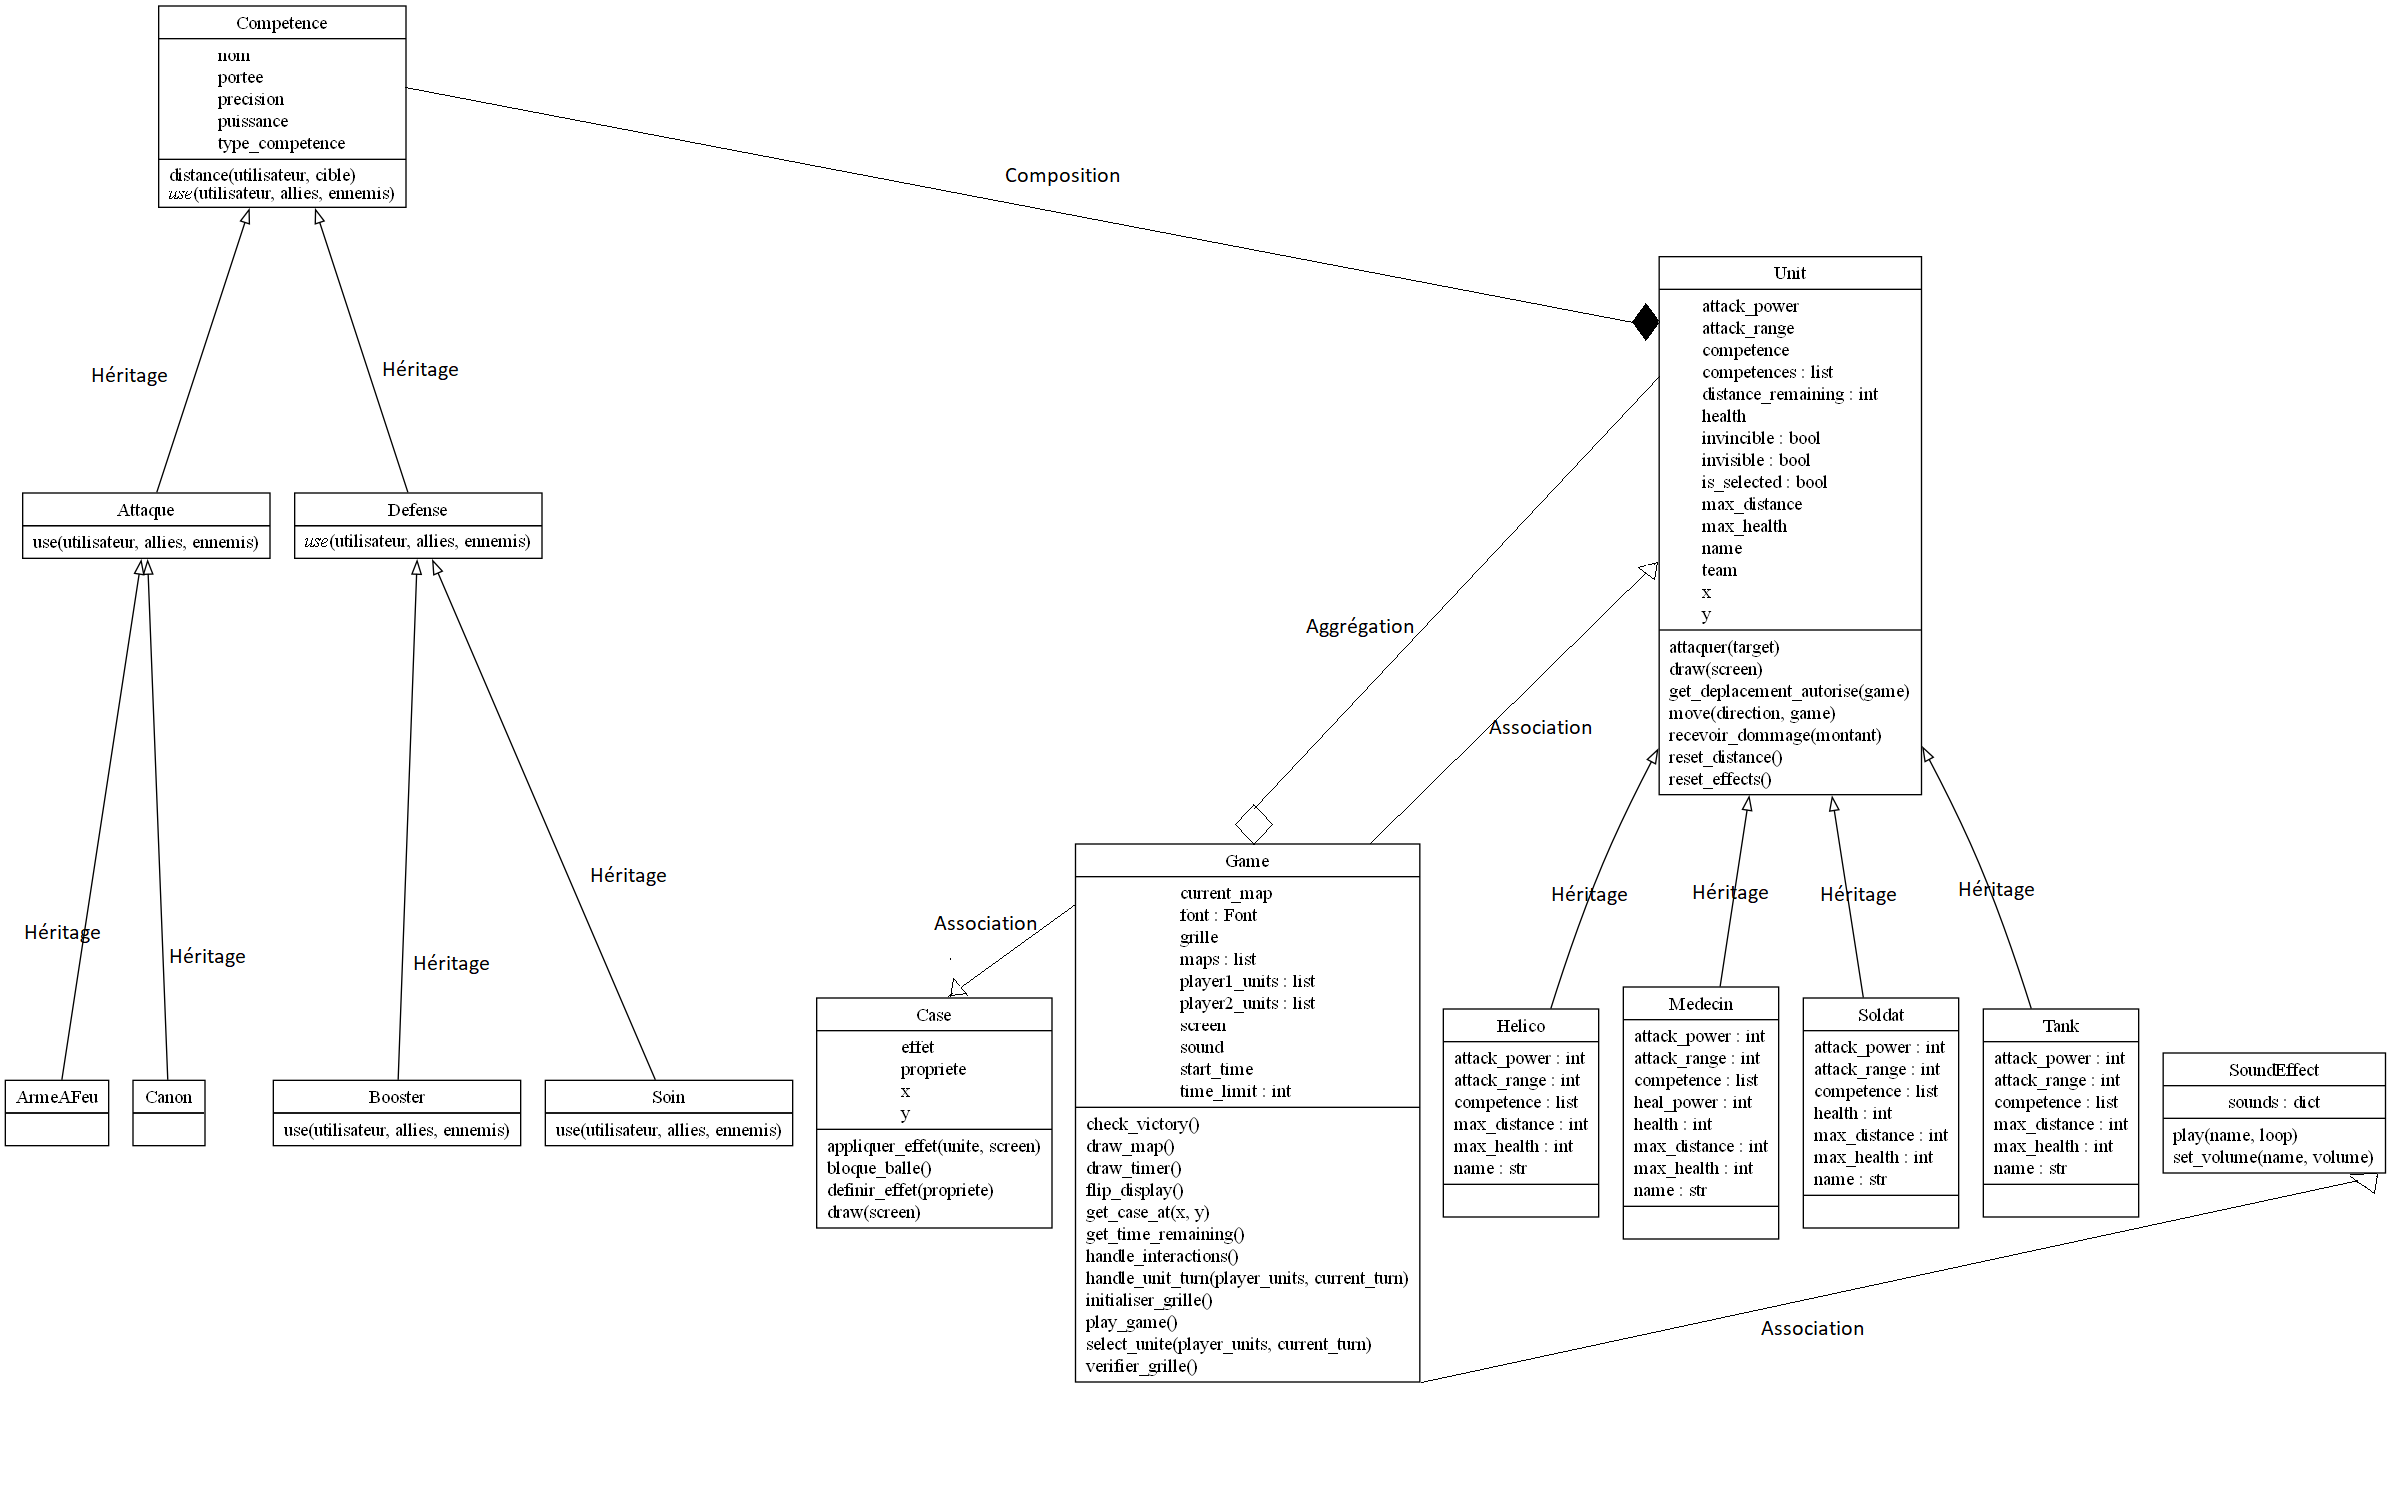 Competence
nom
portee
precision
puissance
type_competence
distance(utilisateur, cible)
use(utilisateur, allies, ennemis)
Composition
Unit
attack_power
attack_range
competence
competences : list
distance_remaining : int
health
invincible : bool
invisible : bool
is_selected : bool
max_distance
max_health
name
team
x
y
attaquer(target)
draw(screen)
get_deplacement_autorise(game)
move(direction, game)
recevoir_dommage(montant)
reset_distance()
reset_effects()
Héritage
Héritage
Attaque
use(utilisateur, allies, ennemis)
Defense
use(utilisateur, allies, ennemis)
Aggrégation
Association
Héritage
Héritage
Héritage
Héritage
ArmeAFeu
Canon
Booster
use(utilisateur, allies, ennemis)
Soin
use(utilisateur, allies, ennemis)
Association
Case
effet
propriete
x
y
appliquer_effet(unite, screen)
bloque_balle()
definir_effet(propriete)
draw(screen)
Game
current_map
font : Font
grille
maps : list
player1_units : list
player2_units : list
screen
sound
start_time
time_limit : int
check_victory()
draw_map()
draw_timer()
flip_display()
get_case_at(x, y)
get_time_remaining()
handle_interactions()
handle_unit_turn(player_units, current_turn)
initialiser_grille()
play_game()
select_unite(player_units, current_turn)
verifier_grille()
Héritage
Héritage
Héritage
Héritage
Helico
attack_power : int
attack_range : int
competence : list
max_distance : int
max_health : int
name : str
Medecin
attack_power : int
attack_range : int
competence : list
heal_power : int
health : int
max_distance : int
max_health : int
name : str
Soldat
attack_power : int
attack_range : int
competence : list
health : int
max_distance : int
max_health : int
name : str
Tank
attack_power : int
attack_range : int
competence : list
max_distance : int
max_health : int
name : str
SoundEffect
sounds : dict
play(name, loop)
set_volume(name, volume)
Association